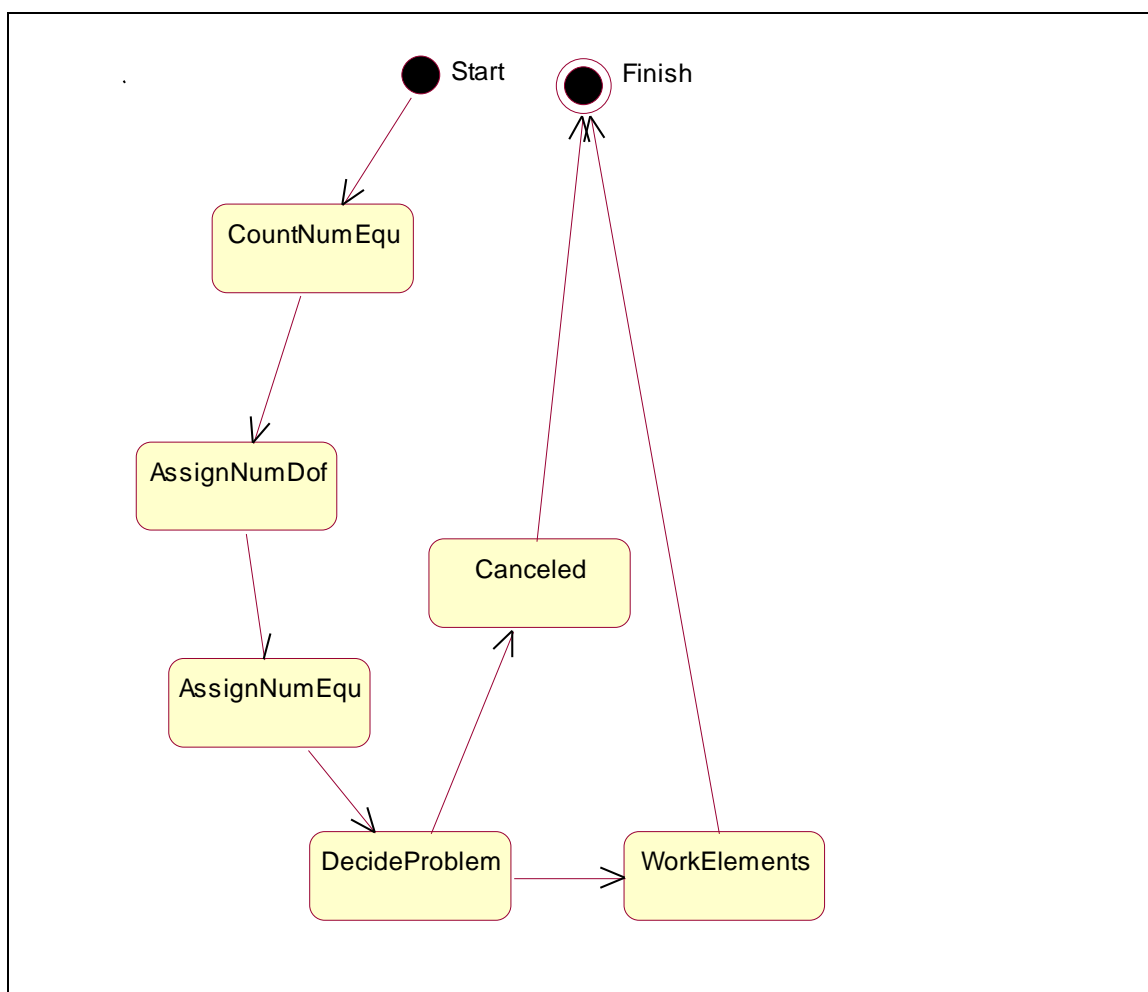 Start
Finish
CountNumEqu
AssignNumDof
Canceled
AssignNumEqu
DecideProblem
WorkElements